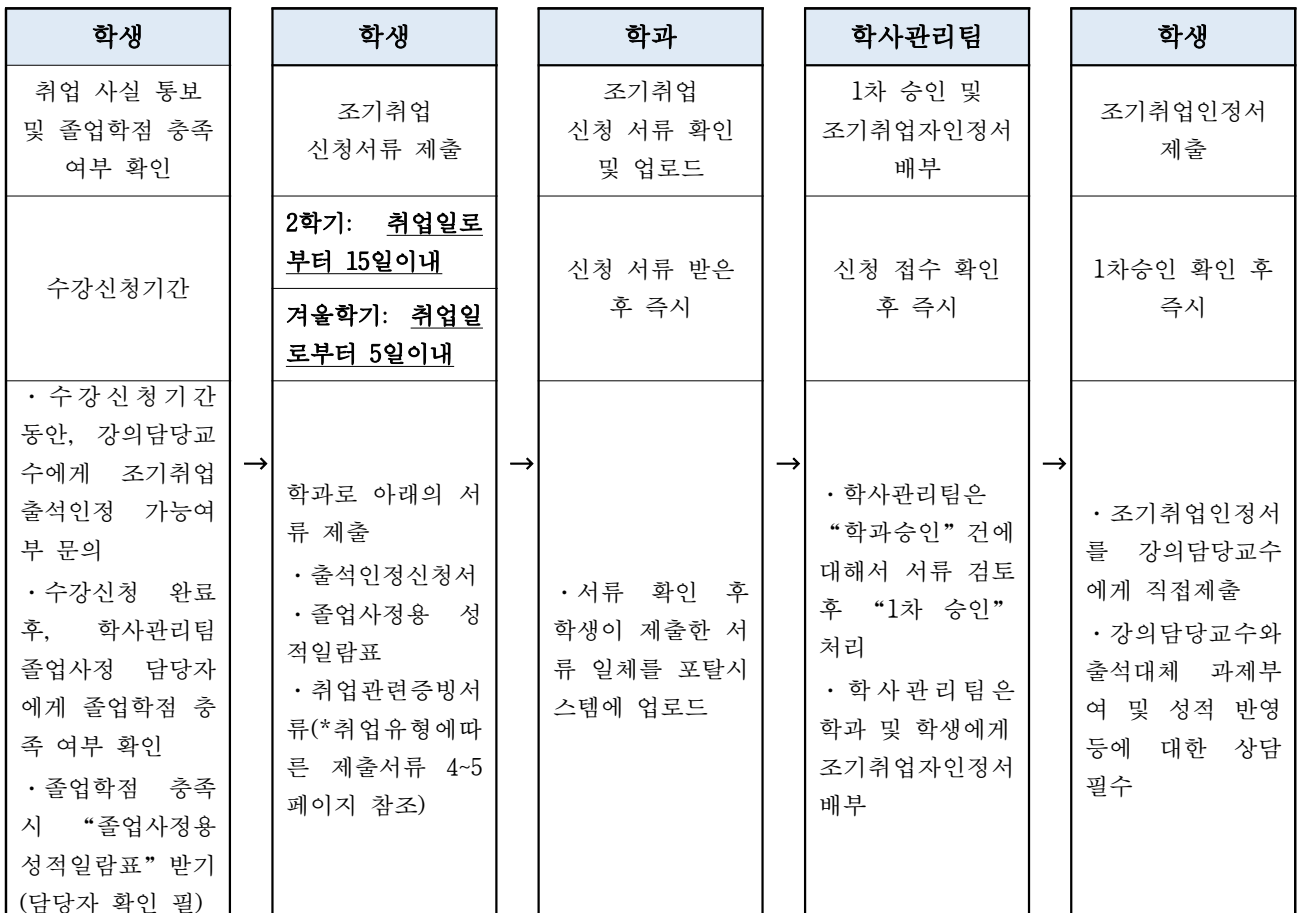 학생
취업 사실 통보
및 졸업학점 충족
여부 확인
수강신청기간
· 수강신청기간
동안, 강의담당교
수에게 조기취업
출석인정 가능여
부 문의
· 수강신청 완료
후, 학사관리팀
졸업사정 담당자
에게 졸업학점 충
족 여부 확인
· 졸업학점 충족
시 “졸업사정용
성적일람표” 받기
(담당자 확인 필)
→
학생
조기취업
신청서류 제출
2학기: 취업일로
부터 15일이내
겨울학기: 취업일
로부터 5일이내
학과로 아래의 서
류 제출
· 출석인정신청서
· 졸업사정용 성
적일람표
· 취업관련증빙서
류(*취업유형에따
른 제출서류 4~5
페이지 참조)
→
학과
조기취업
신청 서류 확인
및 업로드
신청 서류 받은
후 즉시
· 서류 확인 후
학생이 제출한 서
류 일체를 포탈시
스템에 업로드
→
학사관리팀
1차 승인 및
조기취업자인정서
배부
신청 접수 확인
후 즉시
· 학사관리팀은
“학과승인” 건에
대해서 서류 검토
후 “1차 승인”
처리
· 학사관리팀은
학과 및 학생에게
조기취업자인정서
배부
→
학생
조기취업인정서
제출
1차승인 확인 후
즉시
· 조기취업인정서
를 강의담당교수
에게 직접제출
· 강의담당교수와
출석대체 과제부
여 및 성적 반영
등에 대한 상담
필수